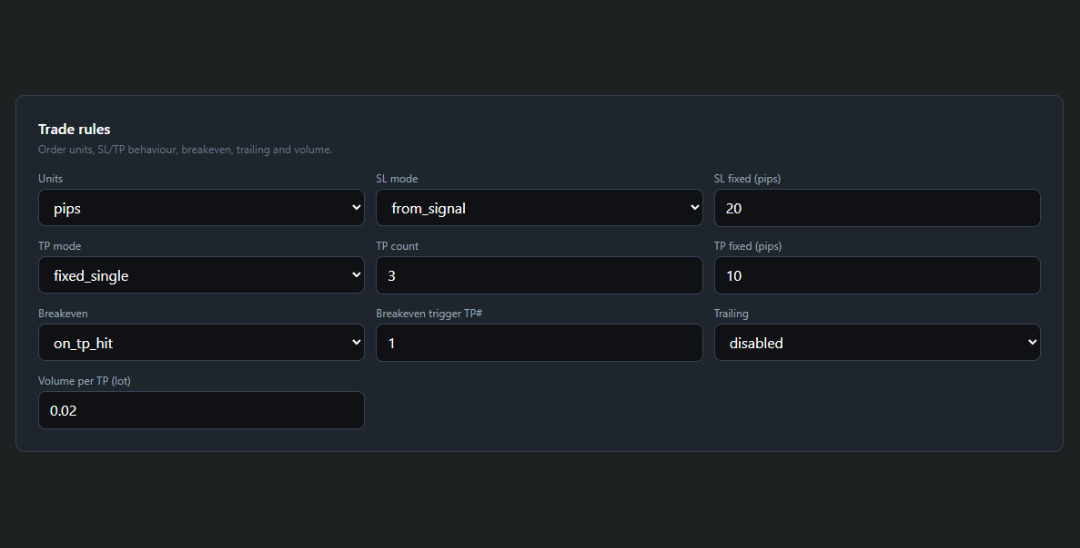 Trade rules
Order units, SL/TP behaviour, breakeven, trailing and volume.
Units
SL mode
SL fixed (pips)
pips
from_signal
20
TP mode
TP count
TP fixed (pips)
fixed_single
3
10
Breakeven
Breakeven trigger TP#
Trailing
on_tp_hit
1
disabled
Volume per TP (lot)
0.02